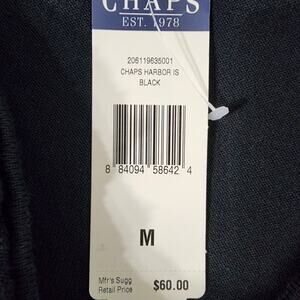 CHAPS
EST. 1978
206119635001
CHAPS HARBOR IS
BLACK
8 84094 58642 4
M
Mfr's Sugg
Retail Price $60.00